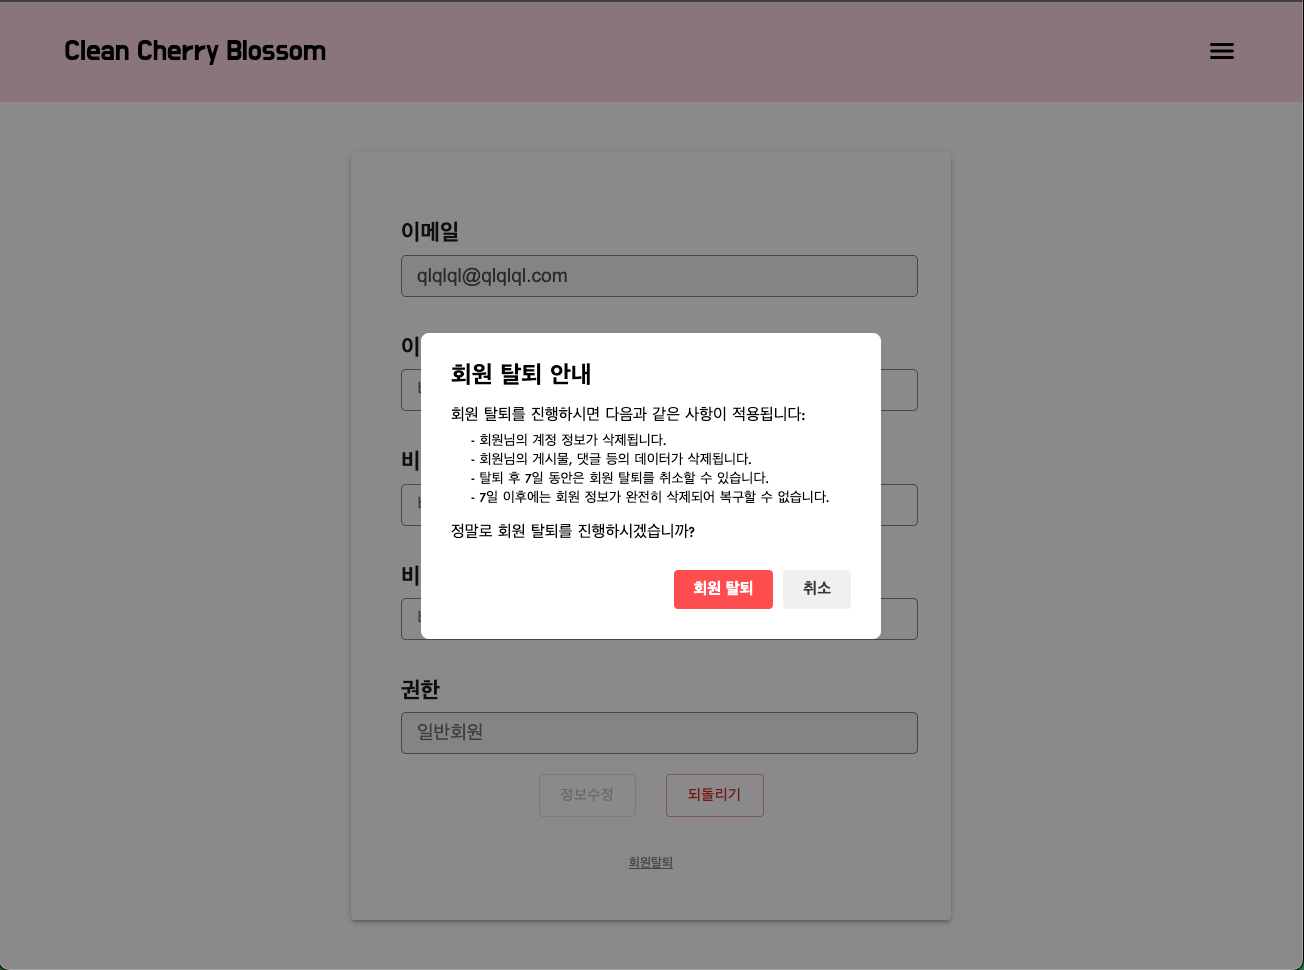 Clean Cherry Blossom
이메일
qlqlql@qlqlql.com
이
회원 탈퇴 안내
회원 탈퇴를 진행하시면 다음과 같은 사항이 적용됩니다:
- 회원님의 계정 정보가 삭제됩니다.
- 회원님의 게시물, 댓글 등의 데이터가 삭제됩니다.
비
- 탈퇴 후 7일 동안은 회원 탈퇴를 취소할 수 있습니다.
- 7일 이후에는 회원 정보가 완전히 삭제되어 복구할 수 없습니다.
정말로 회원 탈퇴를 진행하시겠습니까?
비
회원 탈퇴 취소
권한
일반회원
정보수정 되돌리기
회원탈퇴